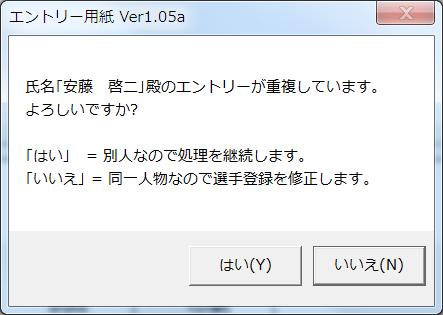 エントリー用紙 Ver1.05a
氏名｢安藤　啓二｣殿のエントリーが重複しています。
よろしいですか?
｢はい｣　= 別人なので処理を継続します。
｢いいえ｣ = 同一人物なので選手登録を修正します。
はい(Y)
いいえ(N)